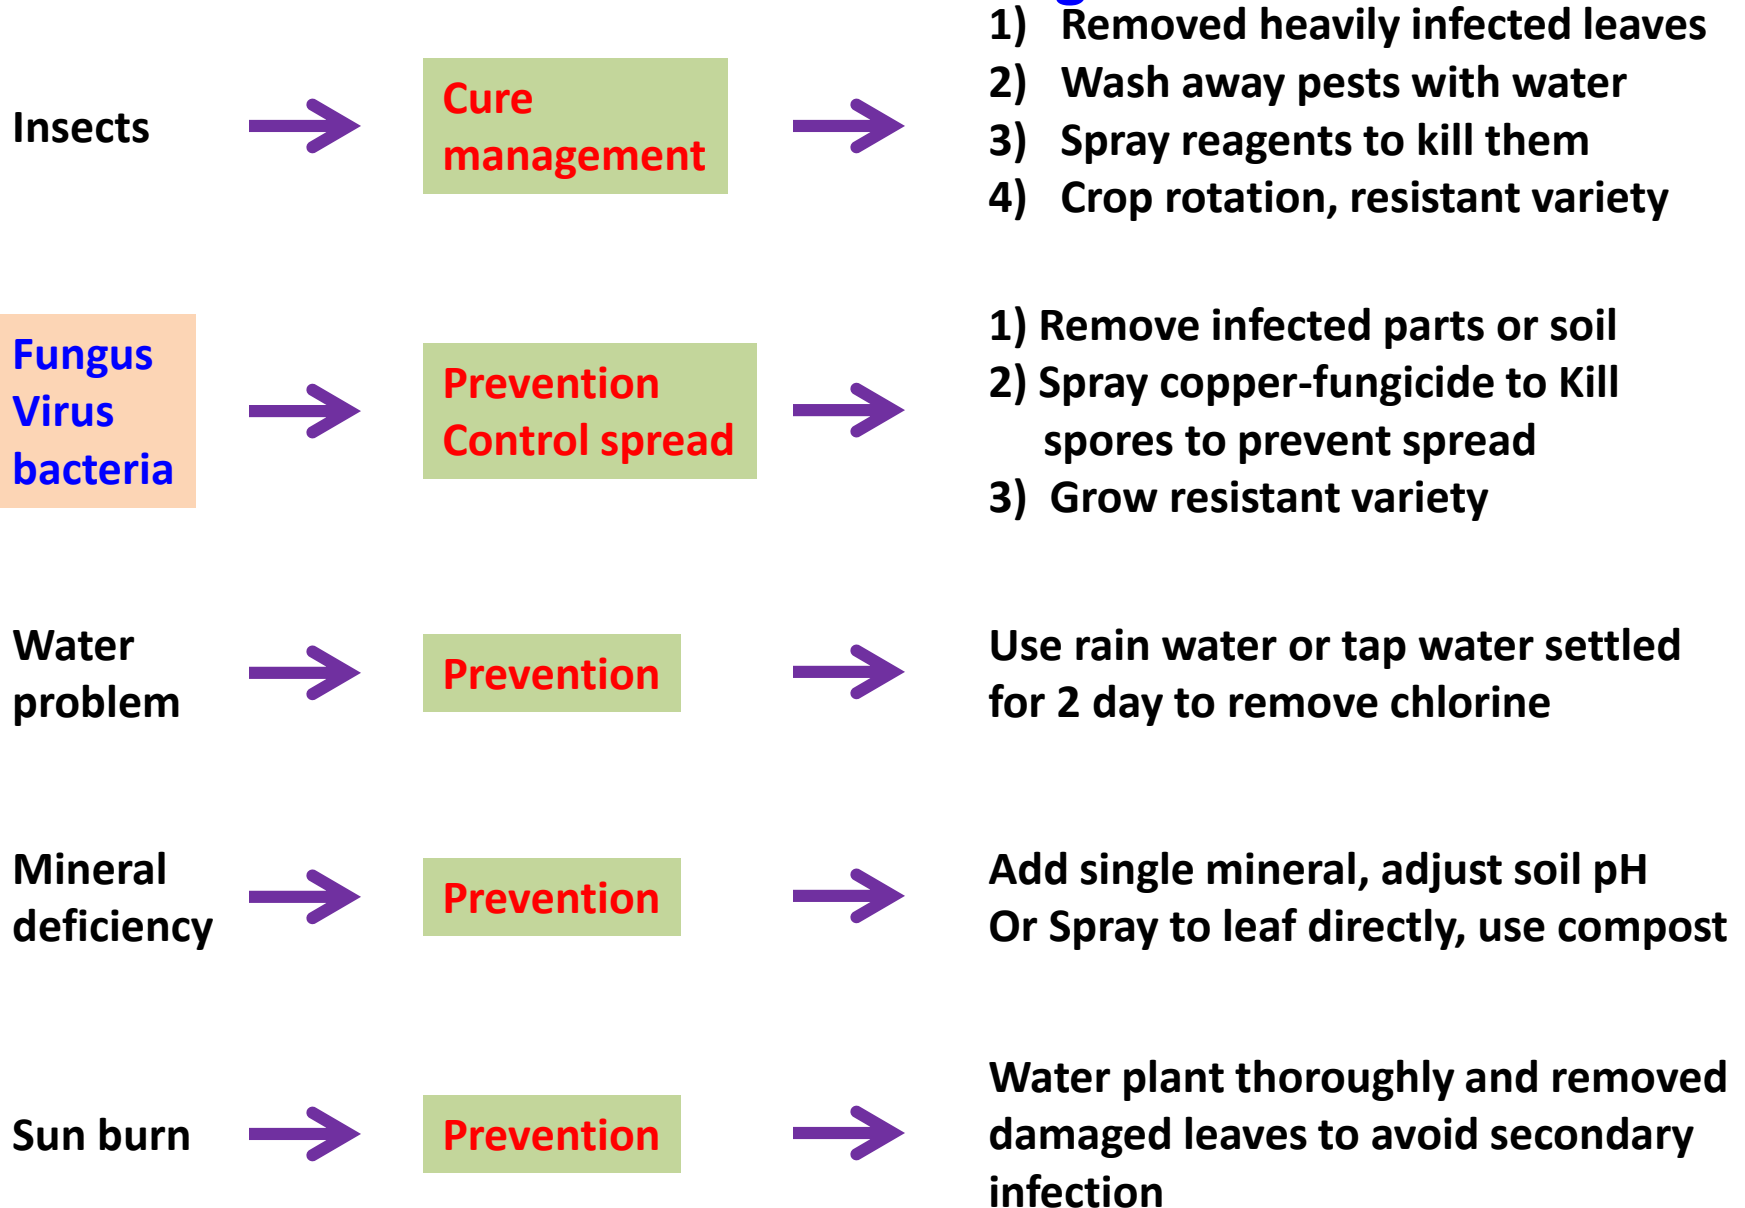 1) Removed heavily infected leaves
Insects
Cure
management
2) Wash away pests with water
3) Spray reagents to kill them
4) Crop rotation, resistant variety
Fungus
Virus
bacteria
Prevention
Control spread
1) Remove infected parts or soil
2) Spray copper-fungicide to Kill
spores to prevent spread
3) Grow resistant variety
Water
problem
Prevention
Use rain water or tap water settled
for 2 day to remove chlorine
Mineral
deficiency
Prevention
Add single mineral, adjust soil pH
Or Spray to leaf directly, use compost
Sun burn
Prevention
Water plant thoroughly and removed
damaged leaves to avoid secondary
infection